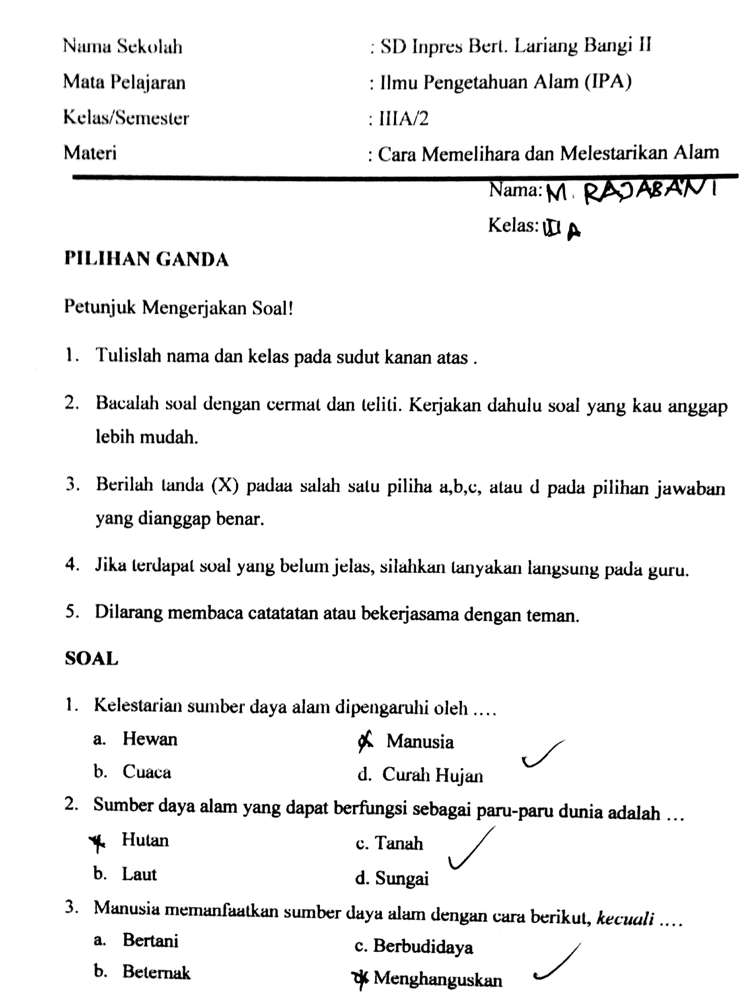 Nama Sekolah : SD Inpres Bert. Lariang Bangi II
Mata Pelajaran : Ilmu Pengetahuan Alam (IPA)
Kelas/Semester : IIIA/2
Materi : Cara Memelihara dan Melestarikan Alam
Nama: M. RAJABANI
Kelas: III A
PILIHAN GANDA
Petunjuk Mengerjakan Soal!
1. Tulislah nama dan kelas pada sudut kanan atas .
2. Bacalah soal dengan cermat dan teliti. Kerjakan dahulu soal yang kau anggap
lebih mudah.
3. Berilah tanda (X) padaa salah satu piliha a,b,c, atau d pada pilihan jawaban
yang dianggap benar.
4. Jika terdapat soal yang belum jelas, silahkan tanyakan langsung pada guru.
5. Dilarang membaca catatatan atau bekerjasama dengan teman.
SOAL
1. Kelestarian sumber daya alam dipengaruhi oleh ....
a. Hewan c. Manusia
b. Cuaca d. Curah Hujan
2. Sumber daya alam yang dapat berfungsi sebagai paru-paru dunia adalah ...
a. Hutan c. Tanah
b. Laut d. Sungai
3. Manusia memanfaatkan sumber daya alam dengan cara berikut, kecuali ....
a. Bertani c. Berbudidaya
b. Beternak d. Menghanguskan